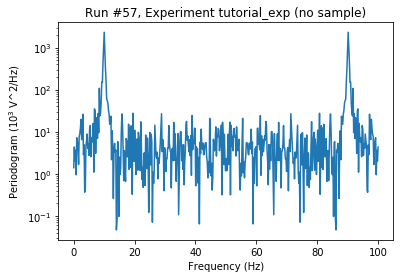 Run #57, Experiment tutorial_exp (no sample)
Periodogram (10³ V^2/Hz)
10³
10²
10¹
10⁰
10⁻¹
0 20 40 60 80 100
Frequency (Hz)